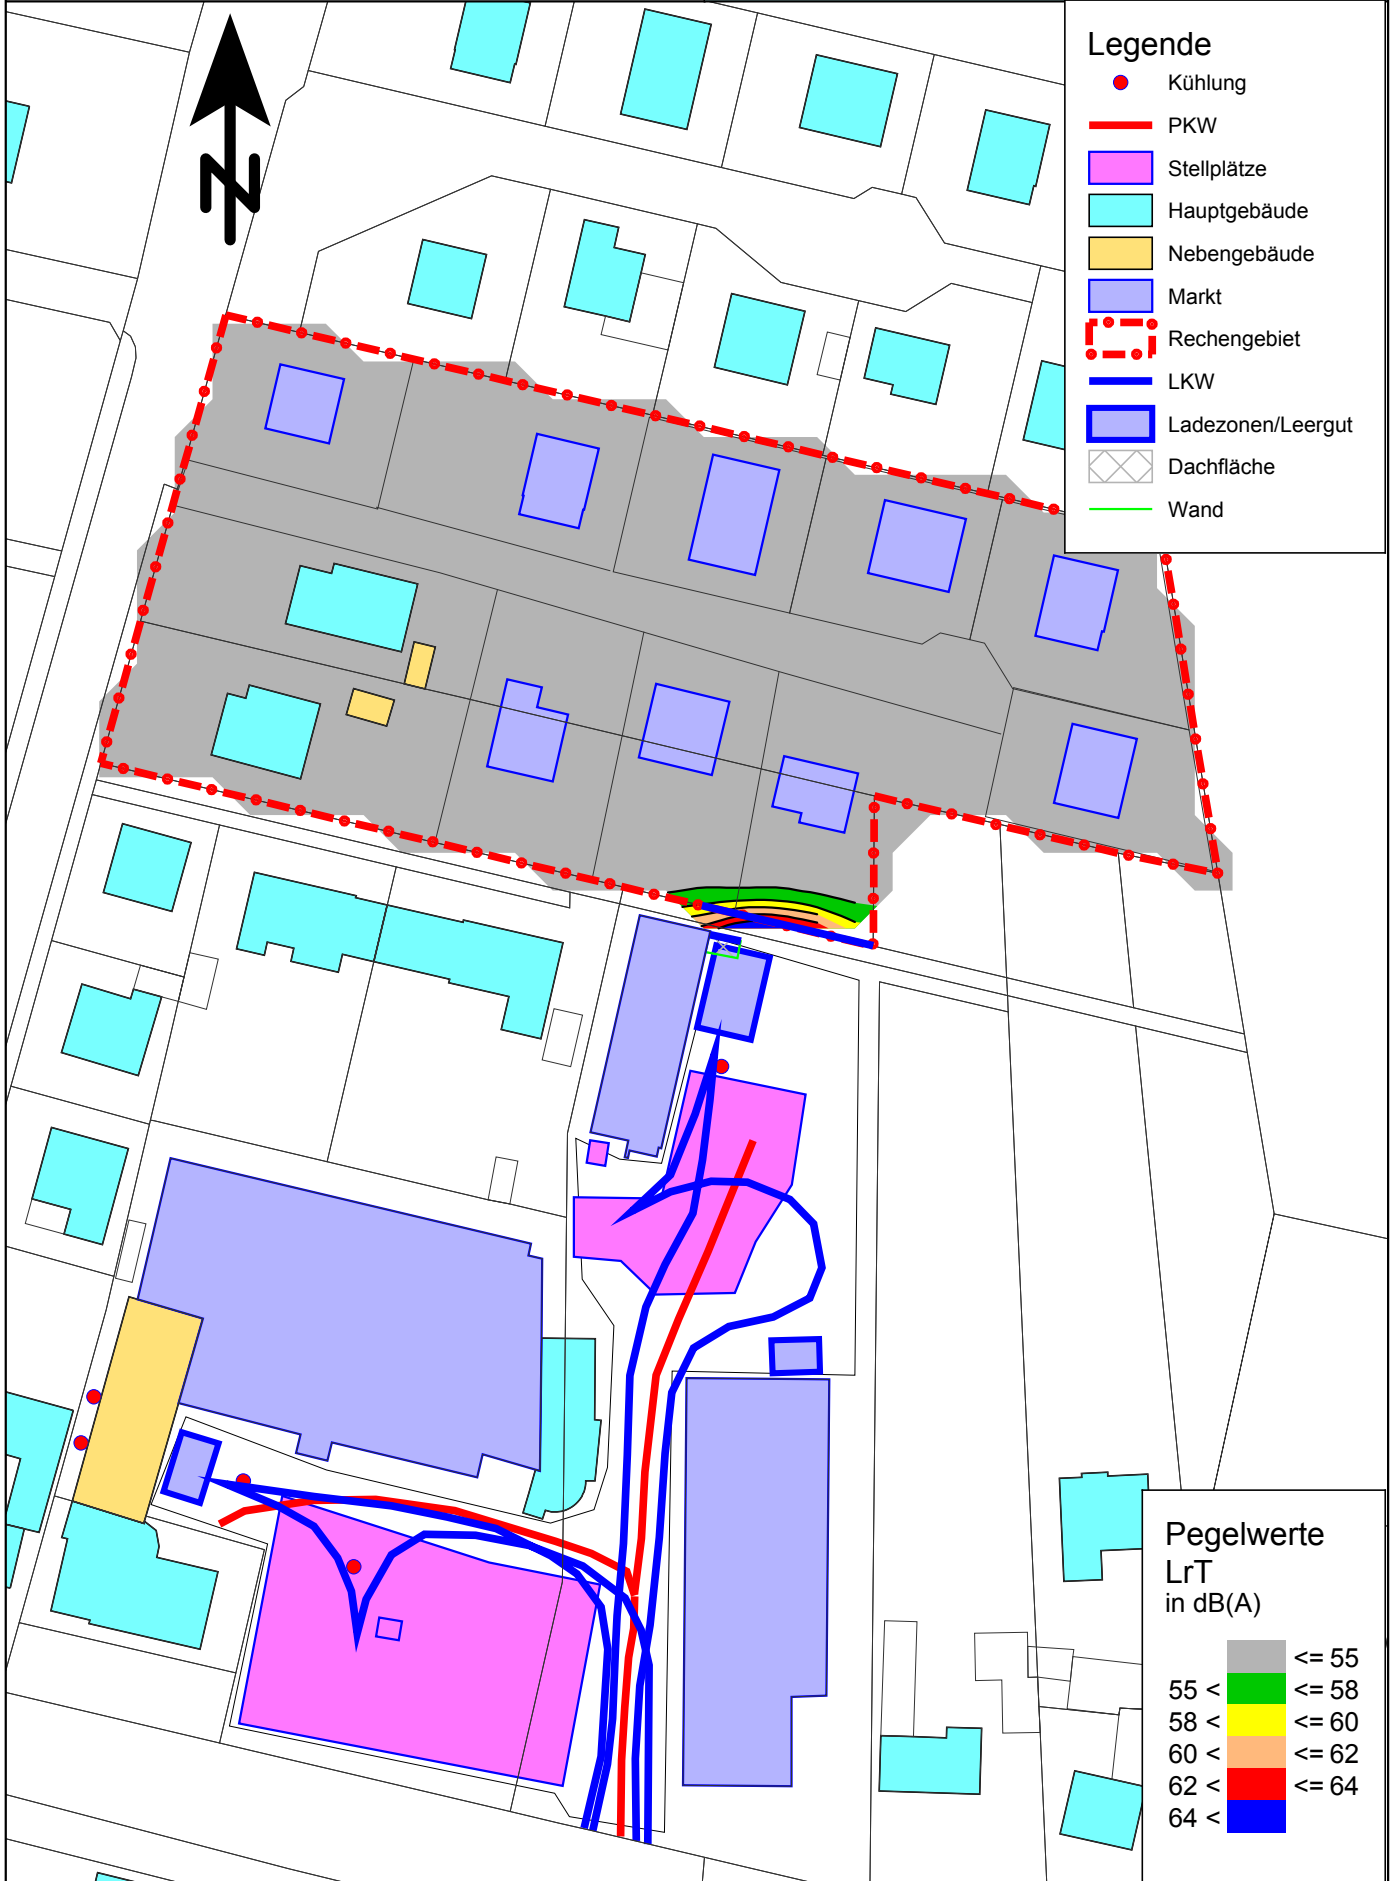 N
Legende
Kühlung
PKW
Stellplätze
Hauptgebäude
Nebengebäude
Markt
Rechengebiet
LKW
Ladezonen/Leergut
Dachfläche
Wand
Pegelwerte
LrT
in dB(A)
<= 55
55 < <= 58
58 < <= 60
60 < <= 62
62 < <= 64
64 <